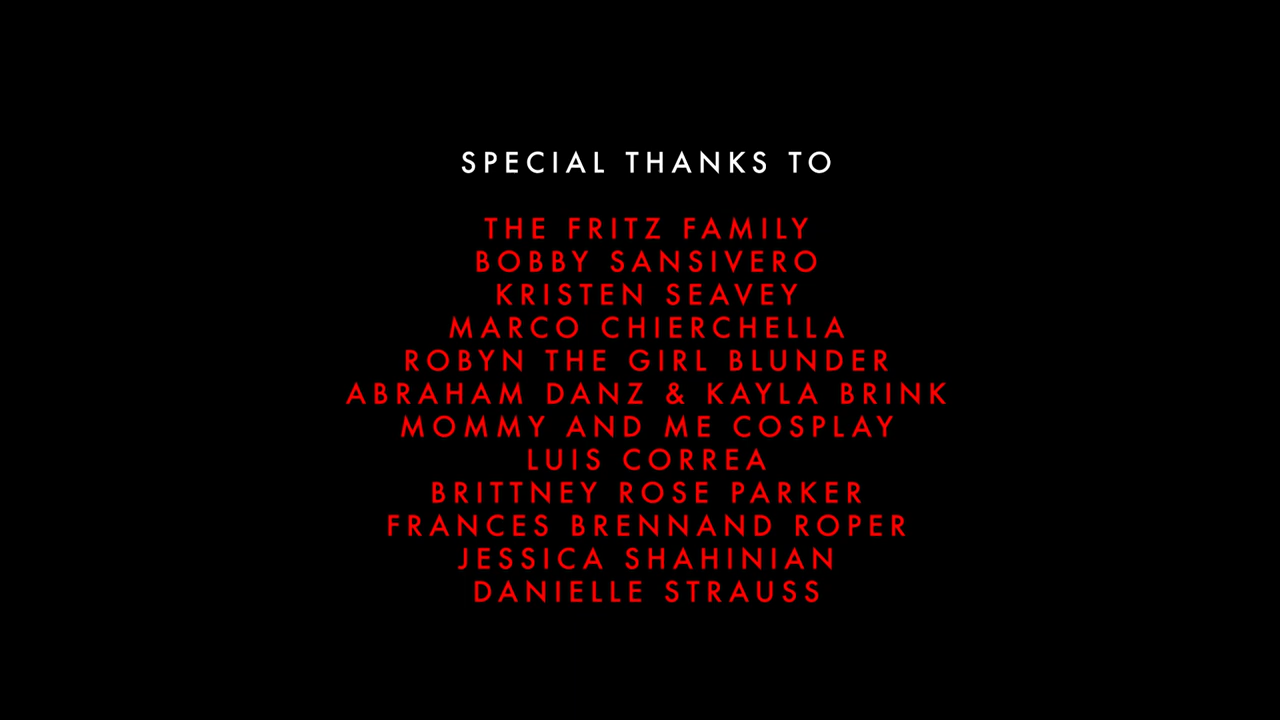 SPECIAL THANKS TO
THE FRITZ FAMILY
BOBBY SANSIVERO
KRISTEN SEAVEY
MARCO CHIERCHELLA
ROBYN THE GIRL BLUNDER
ABRAHAM DANZ & KAYLA BRINK
MOMMY AND ME COSPLAY
LUIS CORREA
BRITTNEY ROSE PARKER
FRANCES BRENNAND ROPER
JESSICA SHAHINIAN
DANIELLE STRAUSS